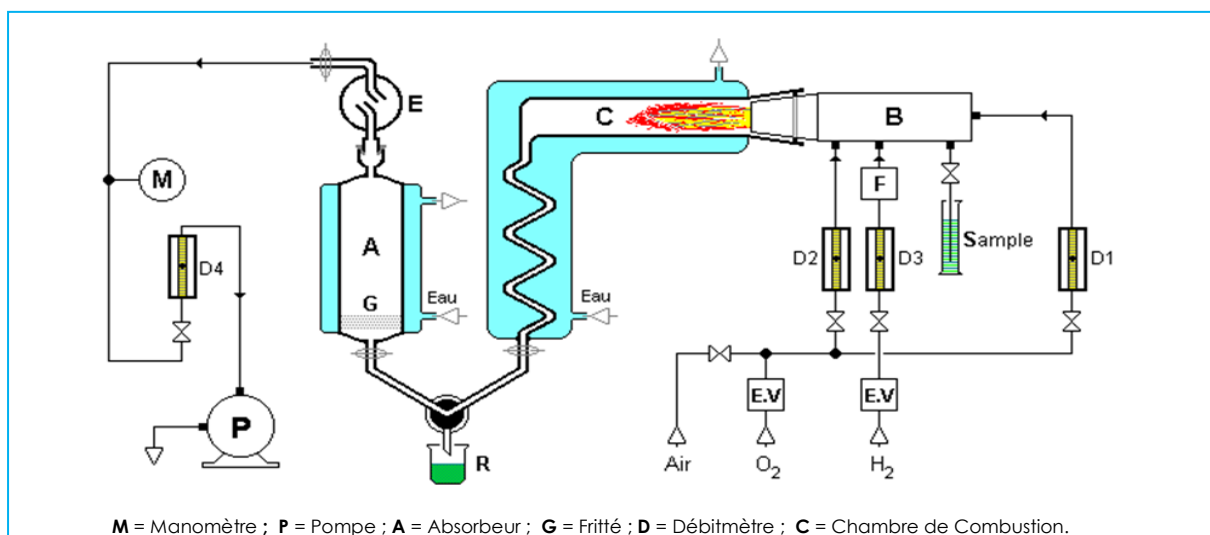 E
C
B
M
F
A
Sample
D4
D2
D3
D1
G
Eau
Eau
E.V
E.V
P
R
Air
O₂
H₂
M = Manomètre ; P = Pompe ; A = Absorbeur ; G = Fritté ; D = Débitmètre ; C = Chambre de Combustion.